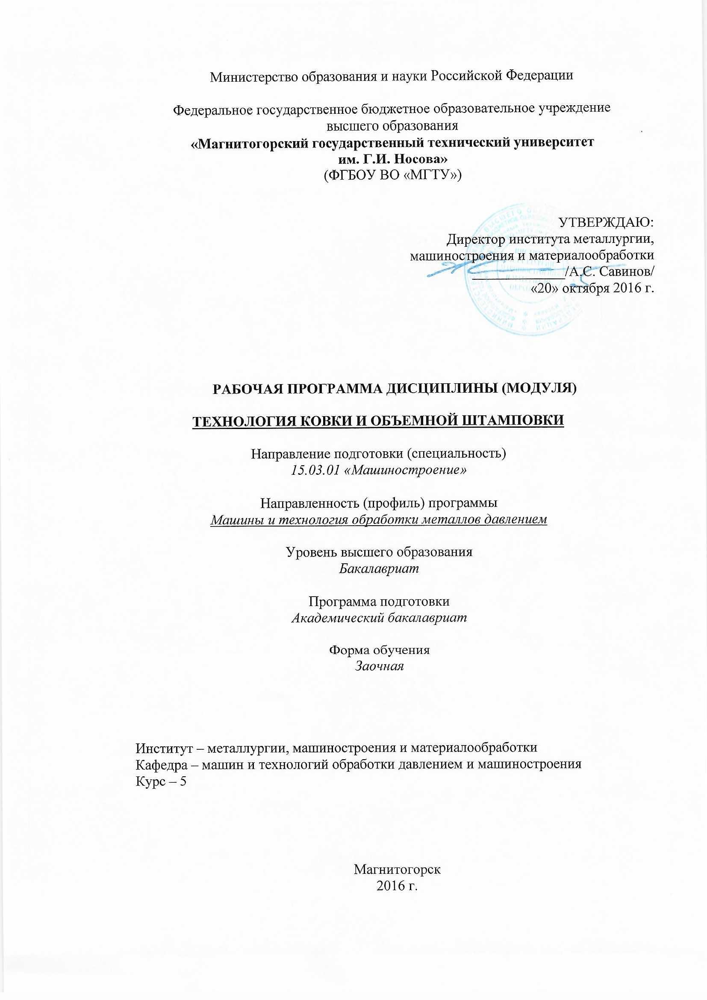 Министерство образования и науки Российской Федерации
Федеральное государственное бюджетное образовательное учреждение
высшего образования
«Магнитогорский государственный технический университет
им. Г.И. Носова»
(ФГБОУ ВО «МГТУ»)
УТВЕРЖДАЮ:
Директор института металлургии,
машиностроения и материалообработки
/А.С. Савинов/
«20» октября 2016 г.
РАБОЧАЯ ПРОГРАММА ДИСЦИПЛИНЫ (МОДУЛЯ)
ТЕХНОЛОГИЯ КОВКИ И ОБЪЕМНОЙ ШТАМПОВКИ
Направление подготовки (специальность)
15.03.01 «Машиностроение»
Направленность (профиль) программы
Машины и технология обработки металлов давлением
Уровень высшего образования
Бакалавриат
Программа подготовки
Академический бакалавриат
Форма обучения
Заочная
Институт – металлургии, машиностроения и материалообработки
Кафедра – машин и технологий обработки давлением и машиностроения
Курс – 5
Магнитогорск
2016 г.